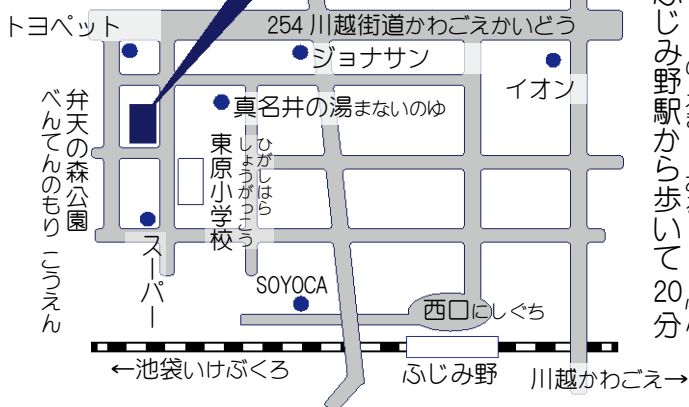 トヨペット
254 川越街道かわごえかいどう
ジョナサン
イオン
真名井の湯まないのゆ
弁天の森公園
べんてんのもり こうえん
東原小学校
ひがしはら
しょうがっこう
スーパー
SOYOCA
西口にしぐち
じみ野駅から歩いて20分
←池袋いけぶくろ
ふじみ野
川越かわごえ→